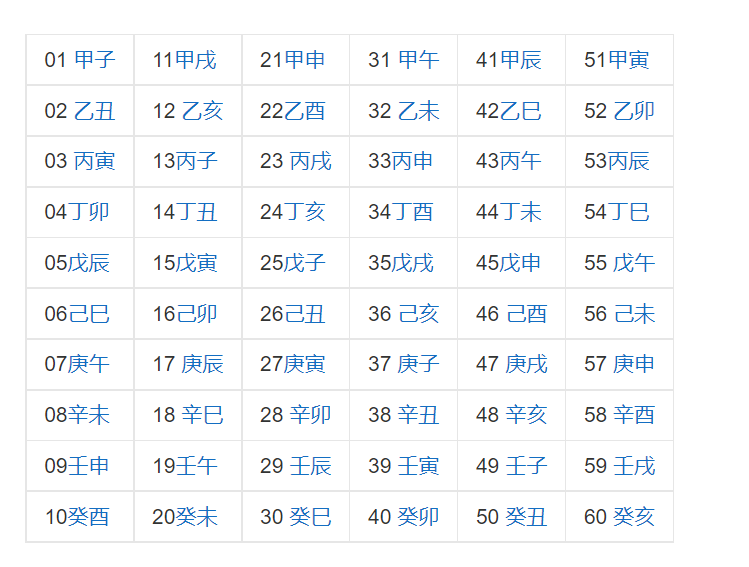 01 甲子 11甲戌 21甲申 31 甲午 41甲辰 51甲寅
02 乙丑 12 乙亥 22乙酉 32 乙未 42乙巳 52 乙卯
03 丙寅 13丙子 23 丙戌 33丙申 43丙午 53丙辰
04丁卯 14丁丑 24丁亥 34丁酉 44丁未 54丁巳
05戊辰 15戊寅 25戊子 35戊戌 45戊申 55 戊午
06己巳 16己卯 26己丑 36 己亥 46 己酉 56 己未
07庚午 17 庚辰 27庚寅 37 庚子 47 庚戌 57 庚申
08辛未 18 辛巳 28 辛卯 38 辛丑 48 辛亥 58 辛酉
09壬申 19壬午 29 壬辰 39 壬寅 49 壬子 59 壬戌
10癸酉 20癸未 30 癸巳 40 癸卯 50 癸丑 60 癸亥